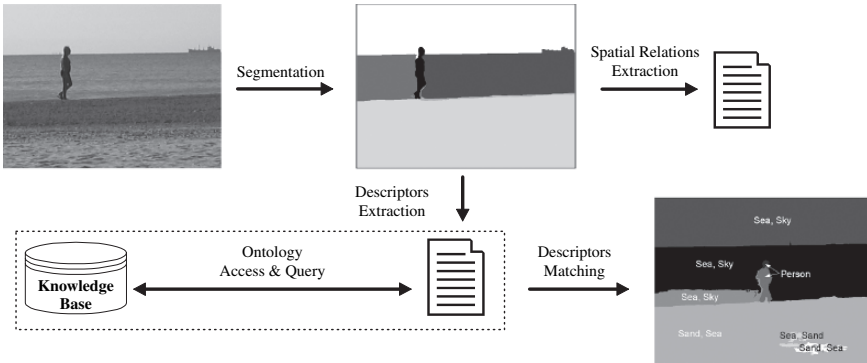 Segmentation
Spatial Relations
Extraction
Descriptors
Extraction
Knowledge
Base
Ontology
Access & Query
Descriptors
Matching
Sea, Sky
Sea, Sky
Person
Sea, Sky
Sand, Sea
Sea, Sand
Sand, Sea